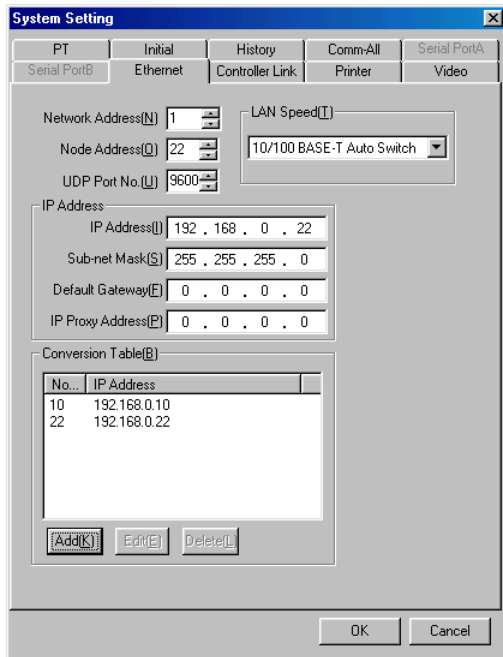 System Setting
PT Initial History Comm-All Serial PortA
Serial PortB Ethernet Controller Link Printer Video
Network Address(N) 1
LAN Speed(T)
Node Address(O) 22
10/100 BASE-T Auto Switch
UDP Port No.(U) 9600
IP Address
IP Address(I) 192 . 168 . 0 . 22
Sub-net Mask(S) 255 . 255 . 255 . 0
Default Gateway(F) 0 . 0 . 0 . 0
IP Proxy Address(P) 0 . 0 . 0 . 0
Conversion Table(B)
No... IP Address
10 192.168.0.10
22 192.168.0.22
Add(K) Edit(E) Delete(L)
OK Cancel